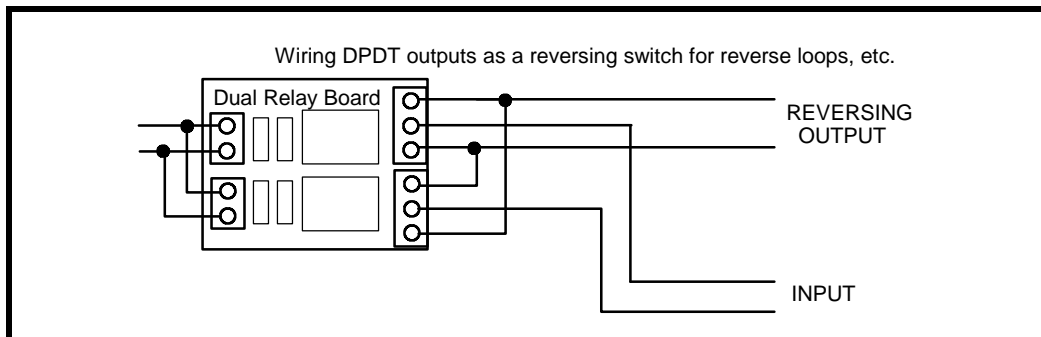 Wiring DPDT outputs as a reversing switch for reverse loops, etc.
Dual Relay Board
REVERSING
OUTPUT
INPUT